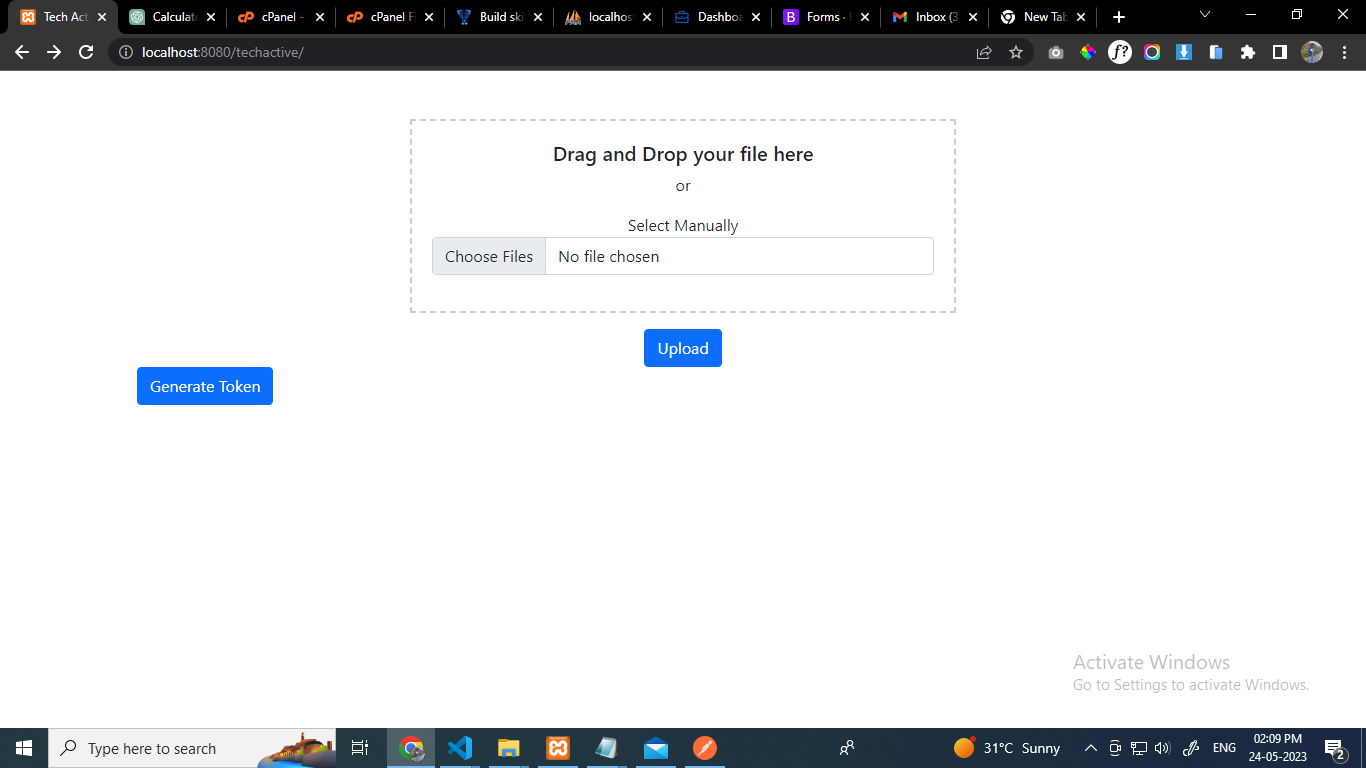 Tech Act
Calculate
cPanel -
cPanel Fi
Build ski
localhos
Dashboa
Forms ·
Inbox (3
New Tab
localhost:8080/techactive/
Drag and Drop your file here
or
Select Manually
Choose Files No file chosen
Upload
Generate Token
Activate Windows
Go to Settings to activate Windows.
Type here to search
31°C Sunny
ENG
02:09 PM
24-05-2023
2